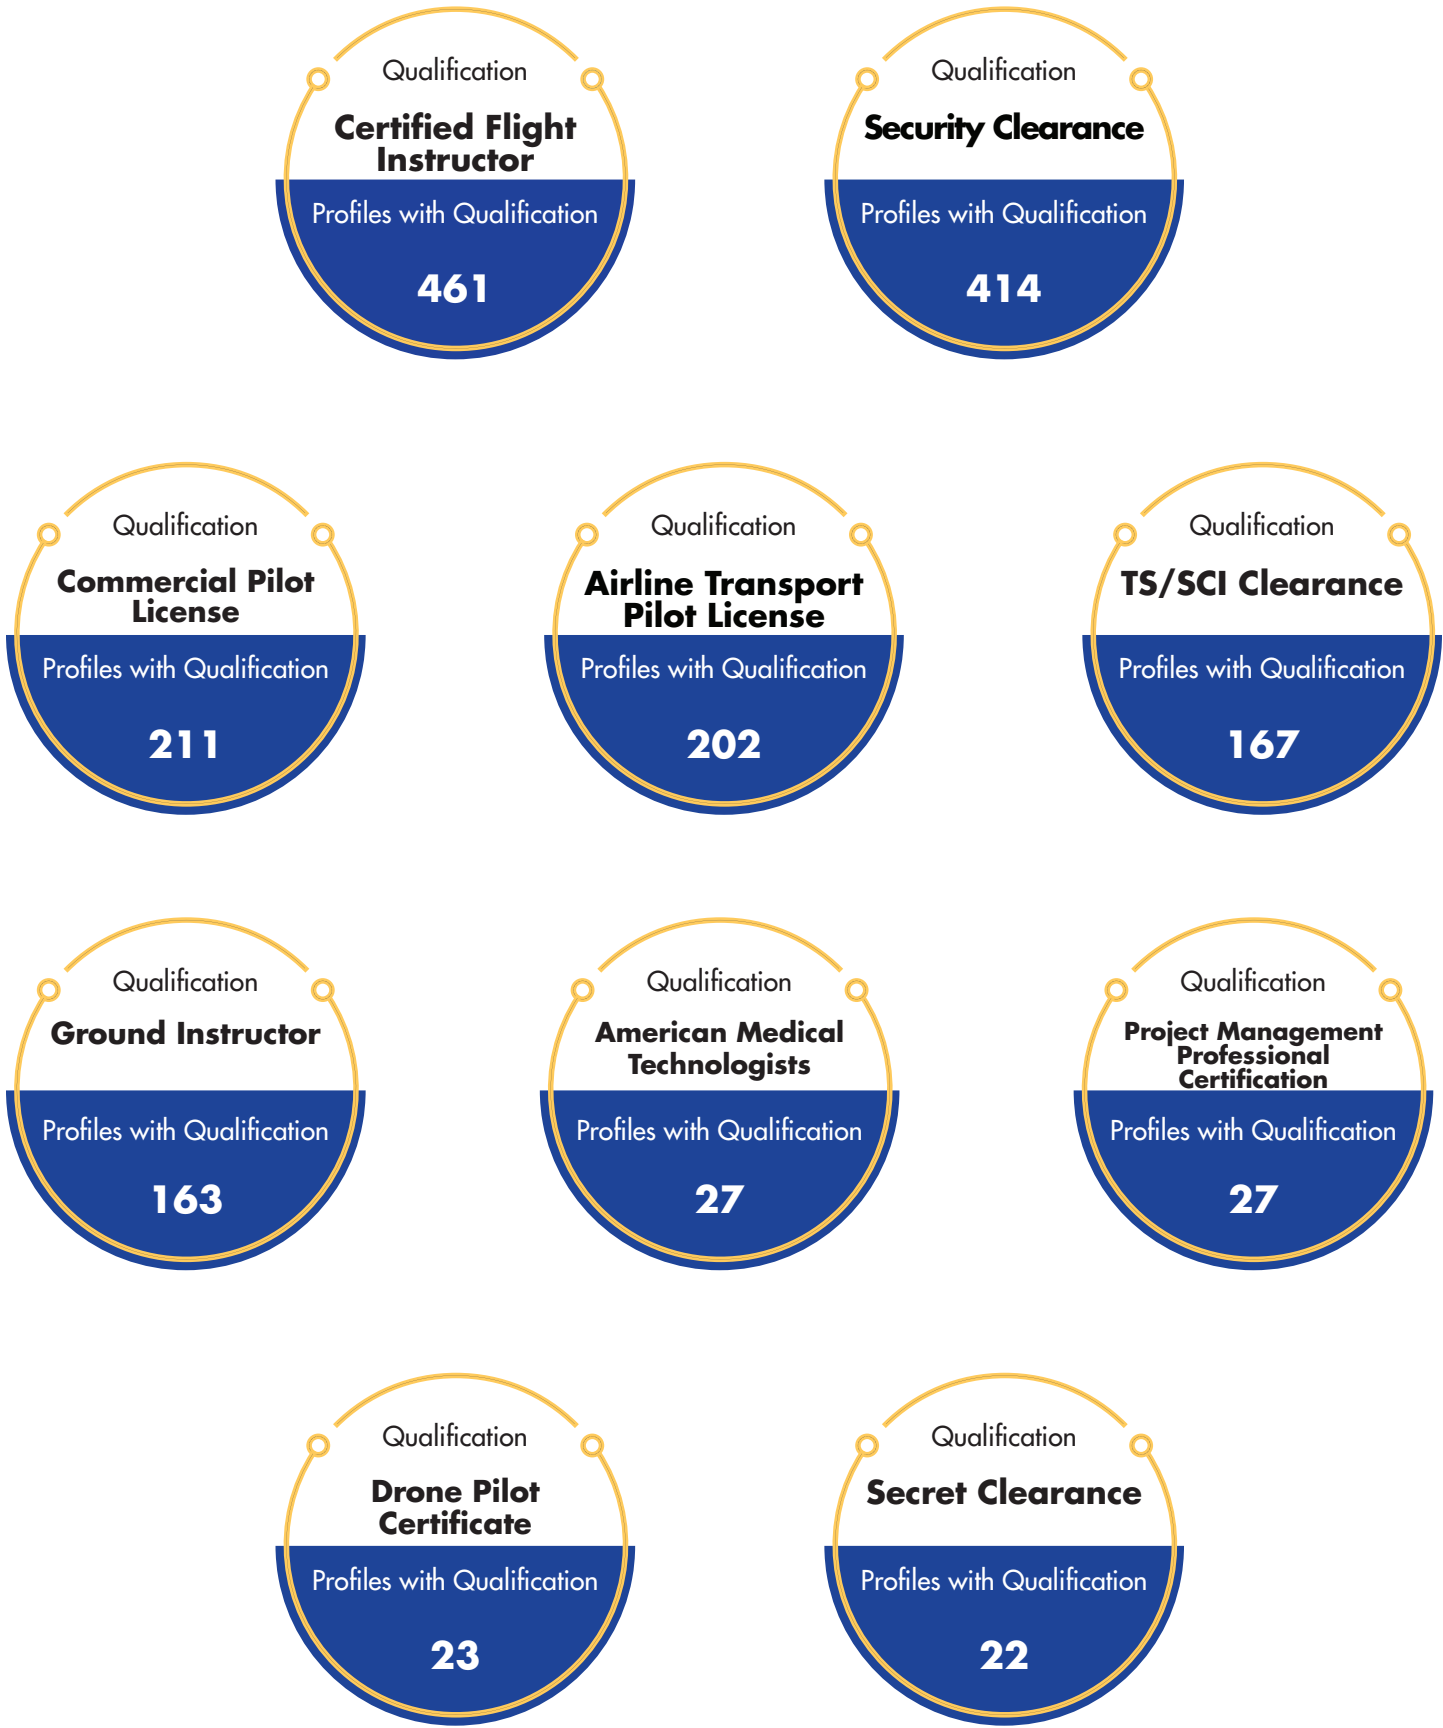 Qualification
Certified Flight
Instructor
Profiles with Qualification
461
Qualification
Security Clearance
Profiles with Qualification
414
Qualification
Commercial Pilot
License
Profiles with Qualification
211
Qualification
Airline Transport
Pilot License
Profiles with Qualification
202
Qualification
TS/SCI Clearance
Profiles with Qualification
167
Qualification
Ground Instructor
Profiles with Qualification
163
Qualification
American Medical
Technologists
Profiles with Qualification
27
Qualification
Project Management
Professional
Certification
Profiles with Qualification
27
Qualification
Drone Pilot
Certificate
Profiles with Qualification
23
Qualification
Secret Clearance
Profiles with Qualification
22